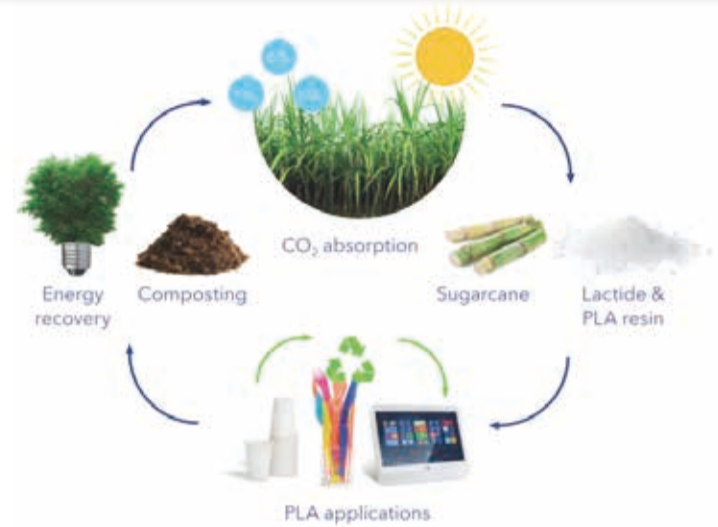 CO₂ absorption
Energy
recovery
Composting
Sugarcane
Lactide &
PLA resin
PLA applications